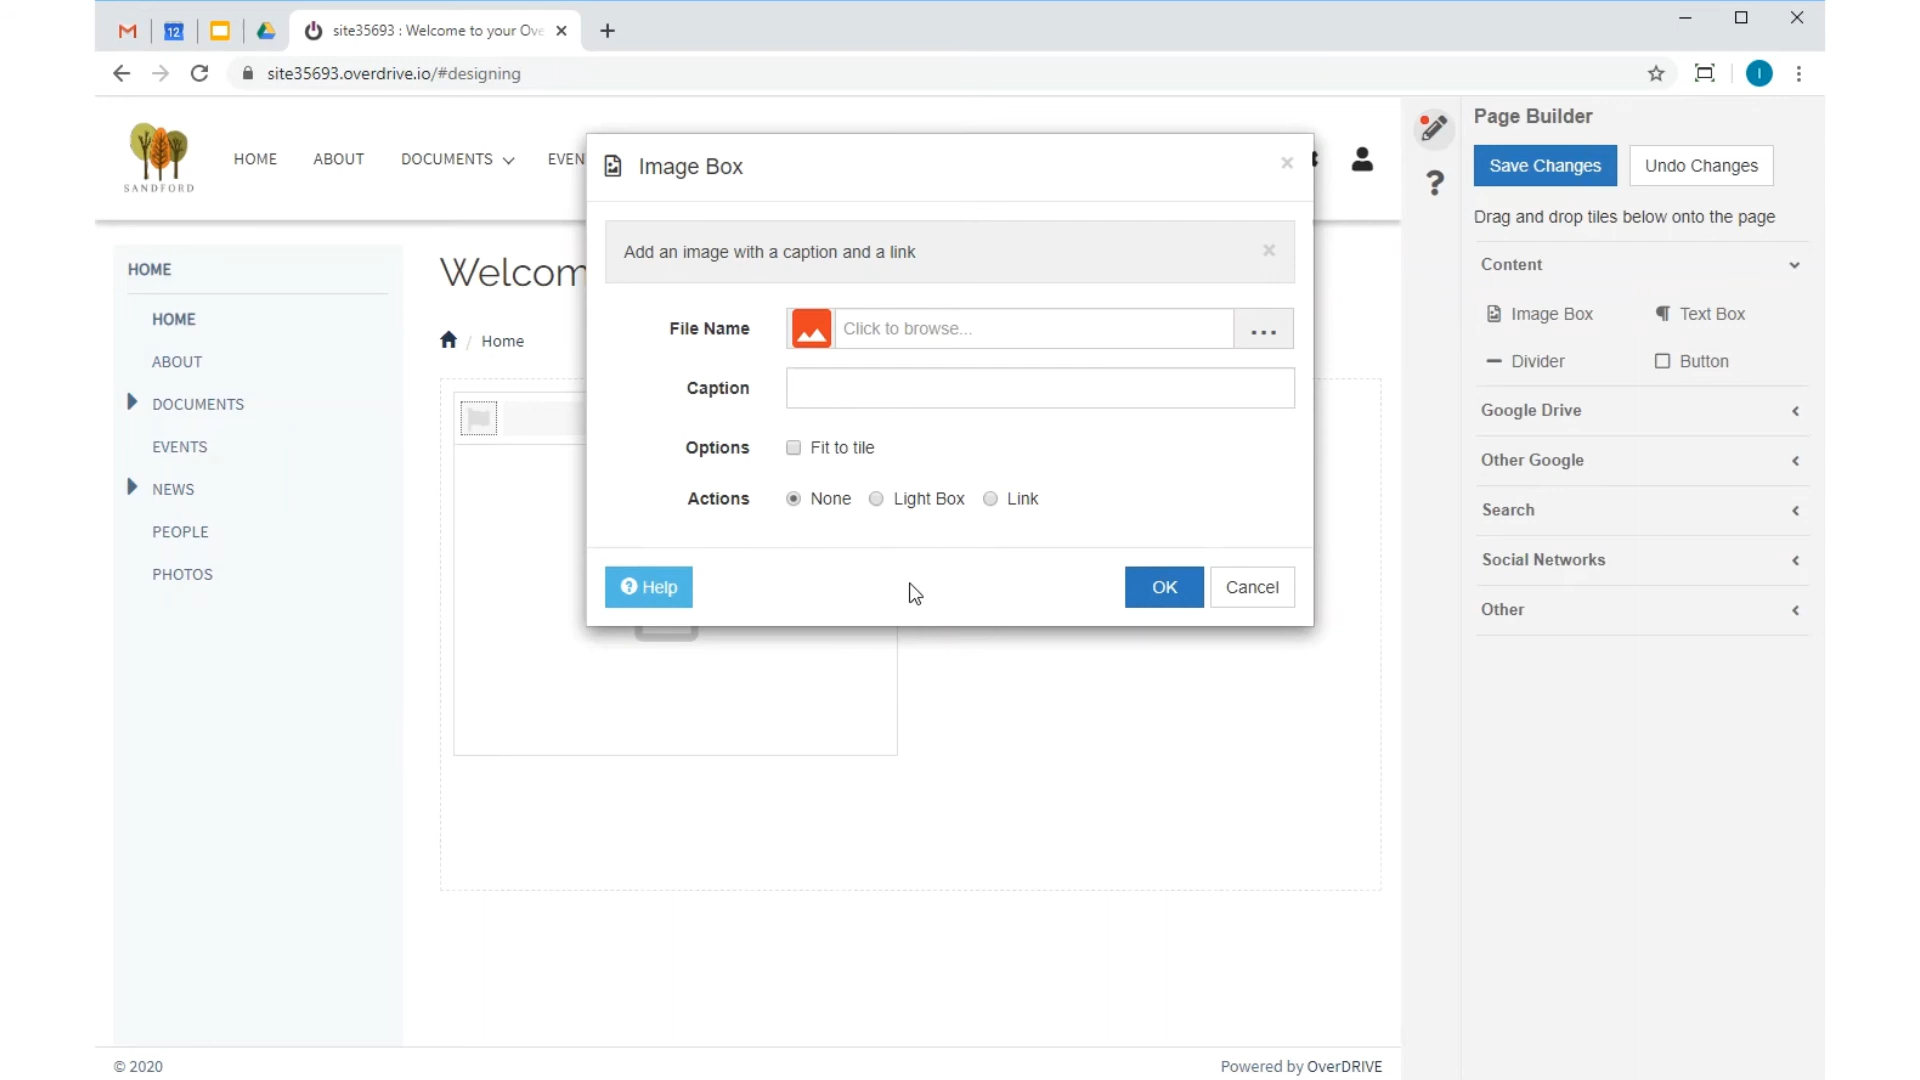 12
site35693 : Welcome to your Ove
site35693.overdrive.io/#designing
I
SANDFORD
HOME
ABOUT
DOCUMENTS
EVEN
HOME
HOME
ABOUT
DOCUMENTS
EVENTS
NEWS
PEOPLE
PHOTOS
Welcom
/ Home
Image Box
Add an image with a caption and a link
File Name
Click to browse...
...
Caption
Options
Fit to tile
Actions
None
Light Box
Link
Help
OK
Cancel
Page Builder
Save Changes
Undo Changes
Drag and drop tiles below onto the page
Content
Image Box
Text Box
Divider
Button
Google Drive
Other Google
Search
Social Networks
Other
© 2020
Powered by OverDRIVE